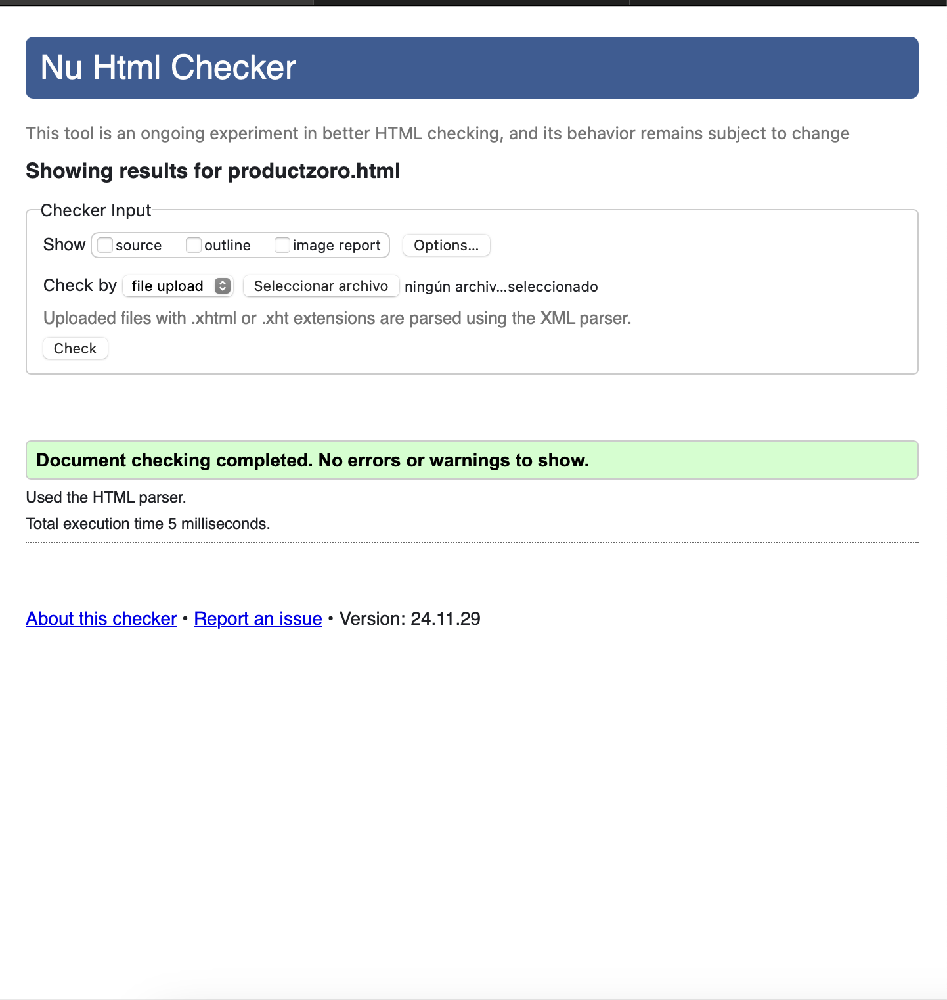 Nu Html Checker
This tool is an ongoing experiment in better HTML checking, and its behavior remains subject to change
Showing results for productzoro.html
Checker Input
Show source outline image report Options...
Check by file upload Seleccionar archivo ningún archiv...seleccionado
Uploaded files with .xhtml or .xht extensions are parsed using the XML parser.
Check
Document checking completed. No errors or warnings to show.
Used the HTML parser.
Total execution time 5 milliseconds.
About this checker • Report an issue • Version: 24.11.29